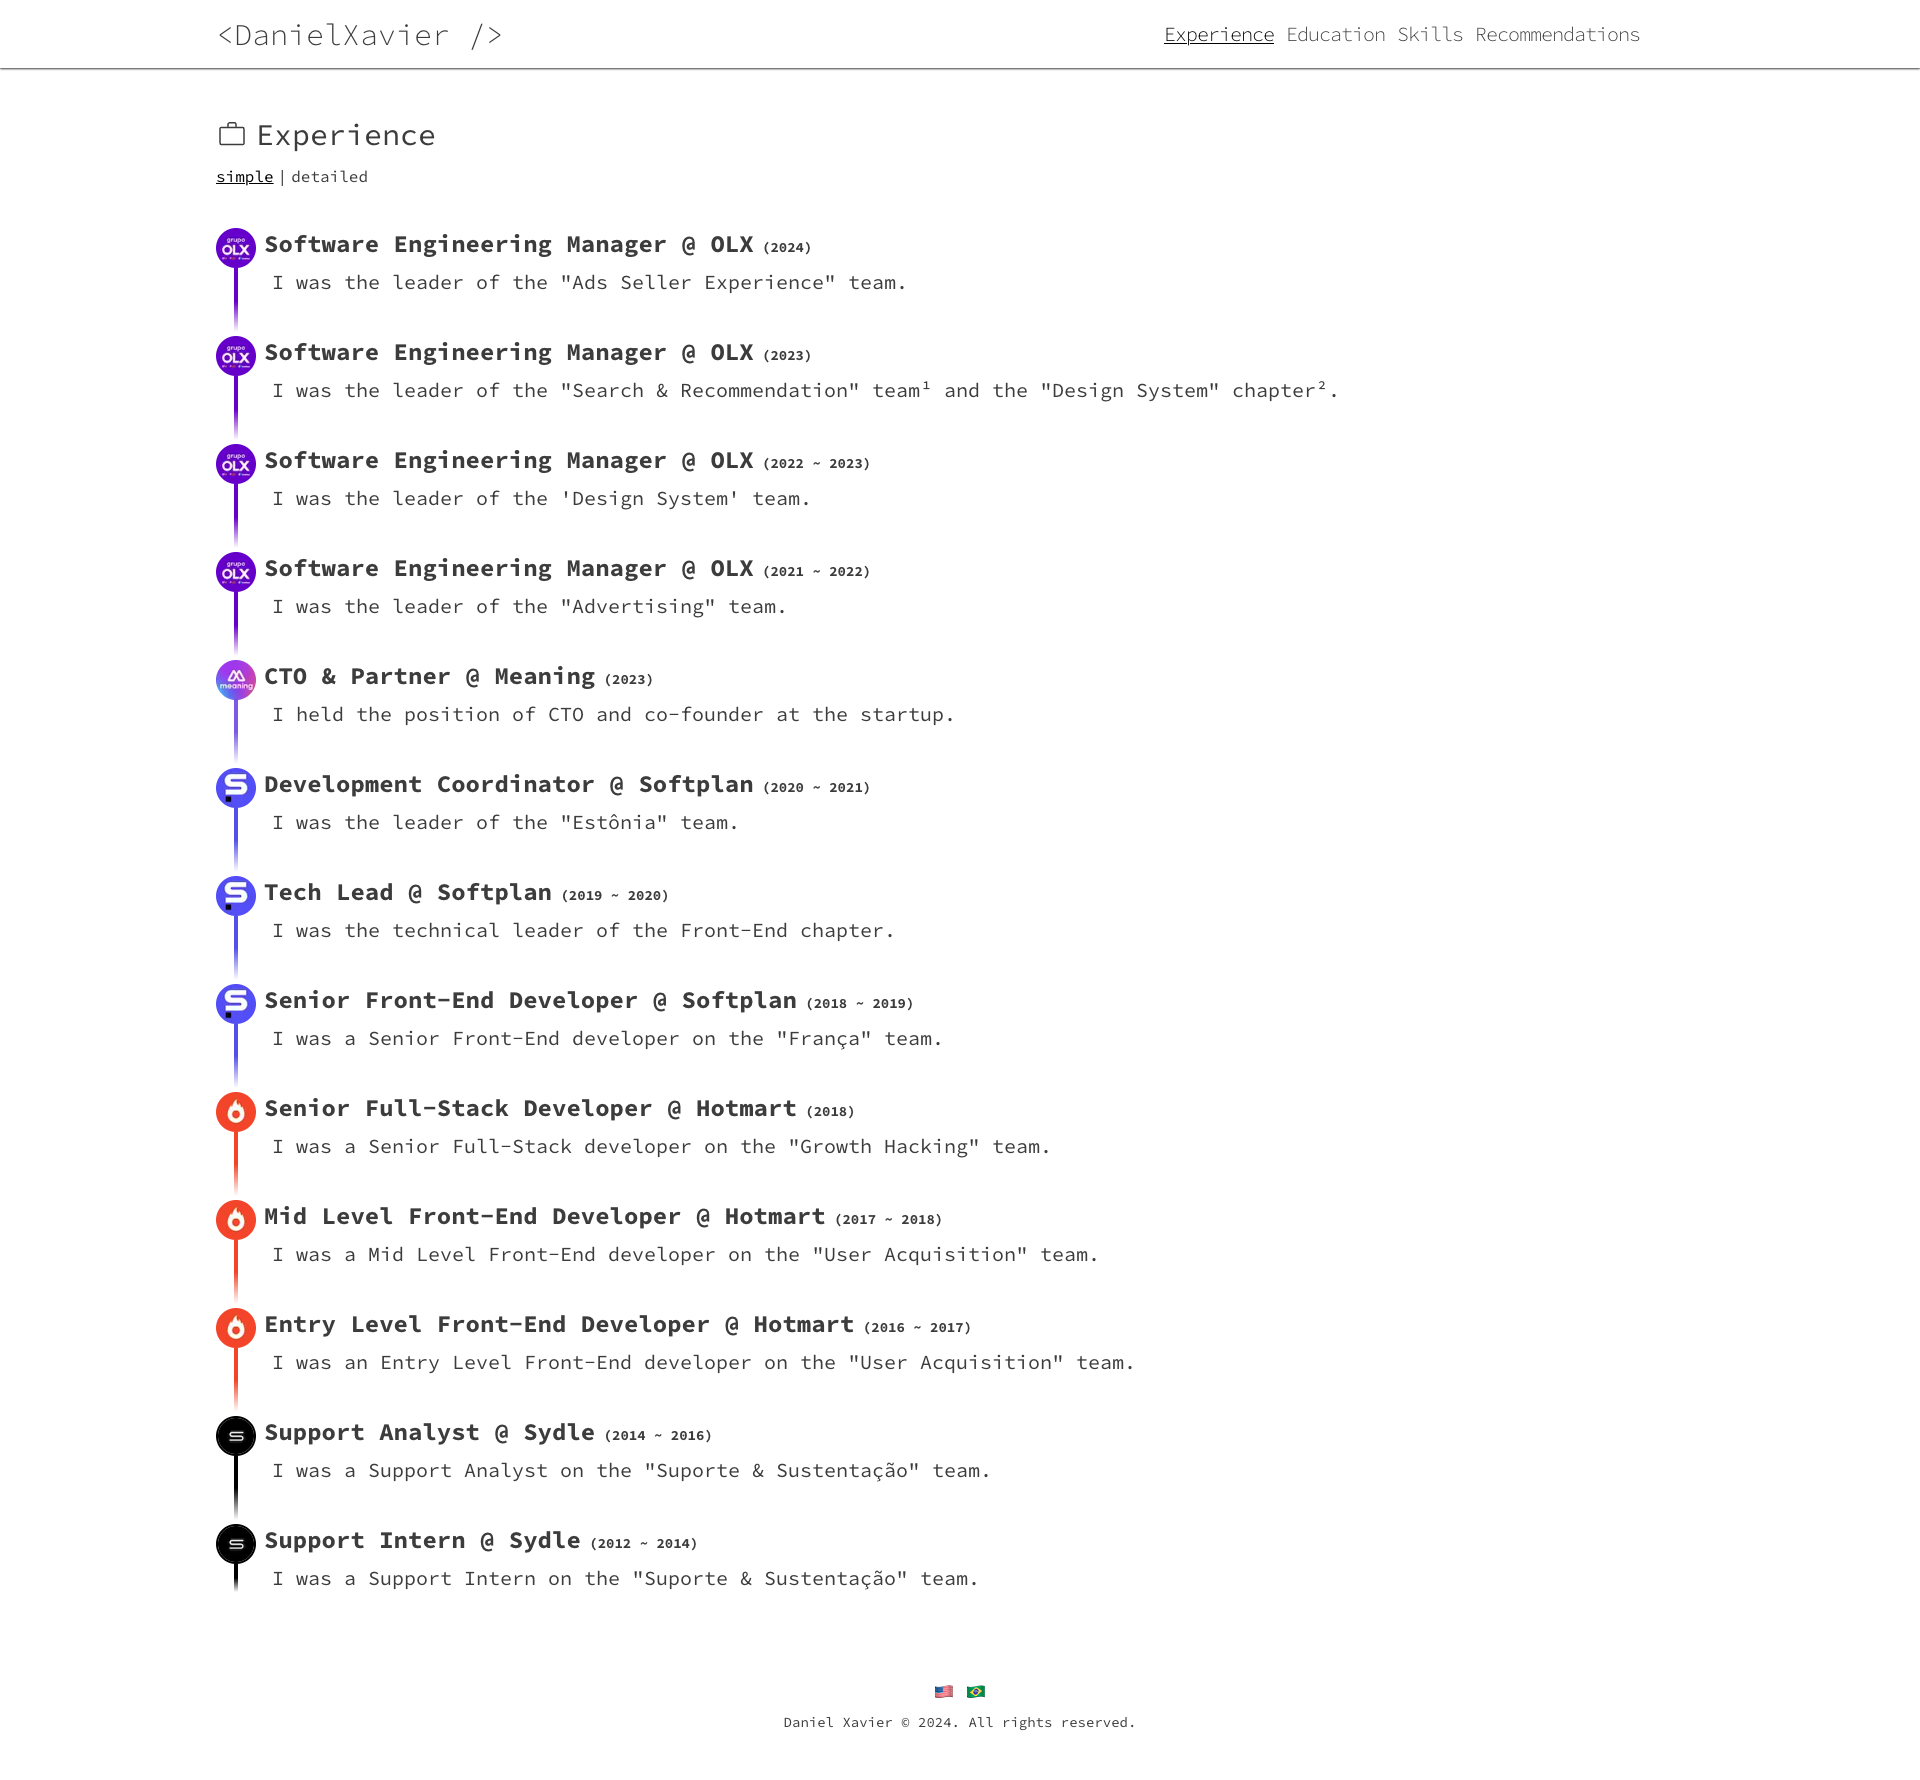 <DanielXavier />
Experience Education Skills Recommendations
Experience
simple | detailed
grupo
OLX
Software Engineering Manager @ OLX (2024)
I was the leader of the "Ads Seller Experience" team.
grupo
OLX
Software Engineering Manager @ OLX (2023)
I was the leader of the "Search & Recommendation" team¹ and the "Design System" chapter².
grupo
OLX
Software Engineering Manager @ OLX (2022 ~ 2023)
I was the leader of the 'Design System' team.
grupo
OLX
Software Engineering Manager @ OLX (2021 ~ 2022)
I was the leader of the "Advertising" team.
meaning
CTO & Partner @ Meaning (2023)
I held the position of CTO and co-founder at the startup.
Development Coordinator @ Softplan (2020 ~ 2021)
I was the leader of the "Estônia" team.
Tech Lead @ Softplan (2019 ~ 2020)
I was the technical leader of the Front-End chapter.
Senior Front-End Developer @ Softplan (2018 ~ 2019)
I was a Senior Front-End developer on the "França" team.
Senior Full-Stack Developer @ Hotmart (2018)
I was a Senior Full-Stack developer on the "Growth Hacking" team.
Mid Level Front-End Developer @ Hotmart (2017 ~ 2018)
I was a Mid Level Front-End developer on the "User Acquisition" team.
Entry Level Front-End Developer @ Hotmart (2016 ~ 2017)
I was an Entry Level Front-End developer on the "User Acquisition" team.
Support Analyst @ Sydle (2014 ~ 2016)
I was a Support Analyst on the "Suporte & Sustentação" team.
Support Intern @ Sydle (2012 ~ 2014)
I was a Support Intern on the "Suporte & Sustentação" team.
Daniel Xavier © 2024. All rights reserved.